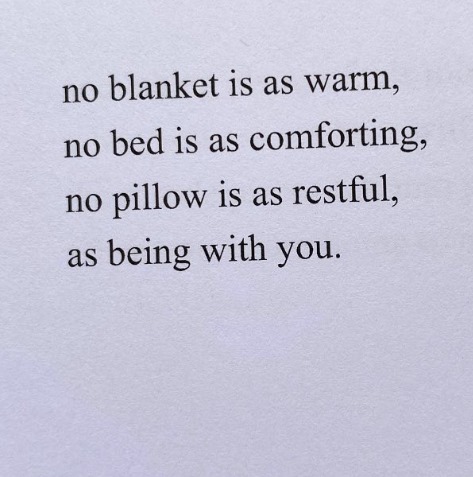 no blanket is as warm,
no bed is as comforting,
no pillow is as restful,
as being with you.